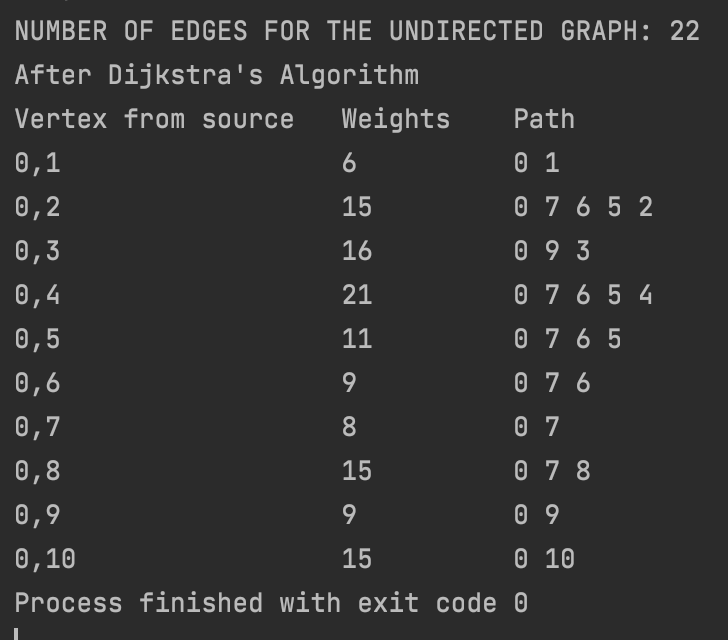 NUMBER OF EDGES FOR THE UNDIRECTED GRAPH: 22
After Dijkstra's Algorithm
Vertex from source   Weights    Path
0,1                  6          0 1
0,2                  15         0 7 6 5 2
0,3                  16         0 9 3
0,4                  21         0 7 6 5 4
0,5                  11         0 7 6 5
0,6                  9          0 7 6
0,7                  8          0 7
0,8                  15         0 7 8
0,9                  9          0 9
0,10                 15         0 10
Process finished with exit code 0